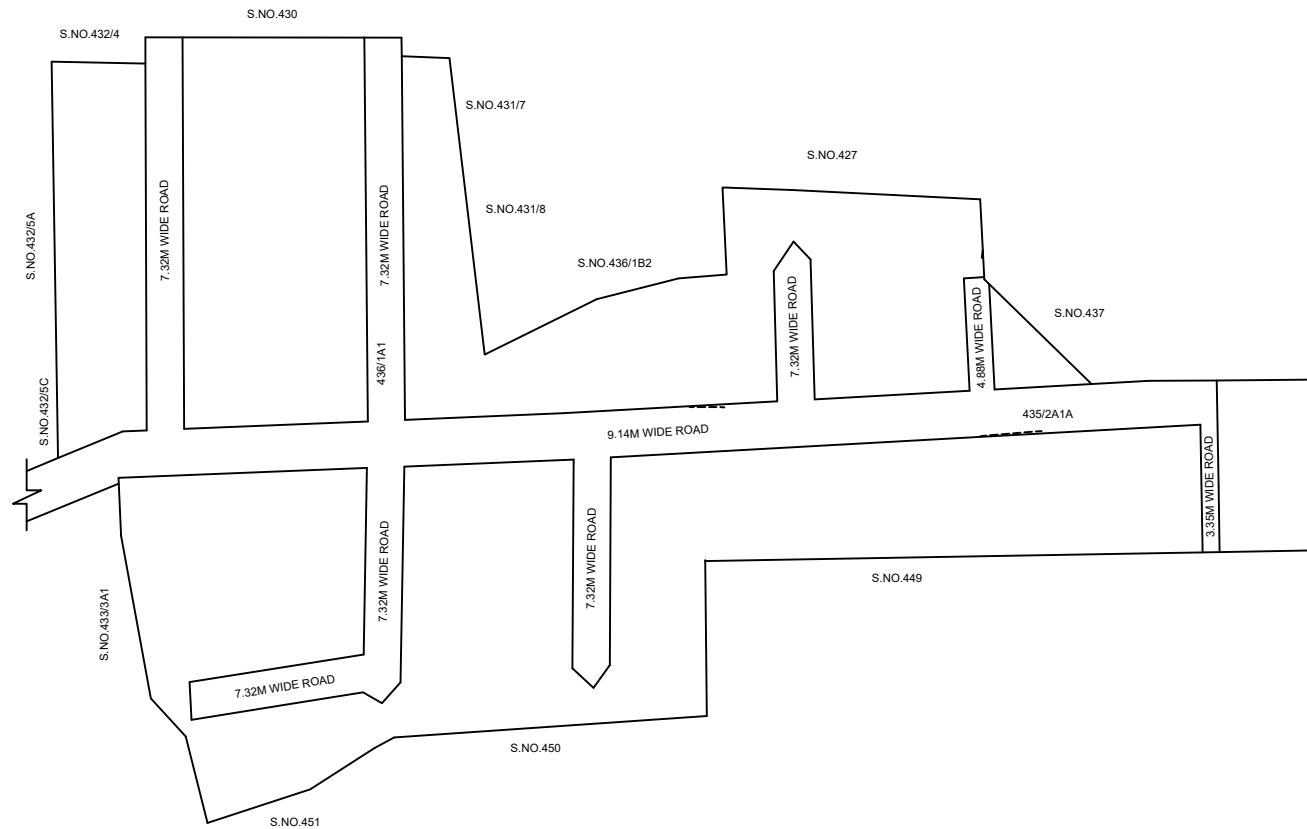 S.NO.430
S.NO.432/4
S.NO.431/7
S.NO.427
S.NO.431/8
S.NO.432/5A
7.32M WIDE ROAD
7.32M WIDE ROAD
S.NO.436/1B2
S.NO.437
7.32M WIDE ROAD
4.88M WIDE ROAD
436/1A1
S.NO.432/5C
435/2A1A
9.14M WIDE ROAD
3.35M WIDE ROAD
7.32M WIDE ROAD
7.32M WIDE ROAD
S.NO.449
S.NO.433/3A1
7.32M WIDE ROAD
S.NO.450
S.NO.451